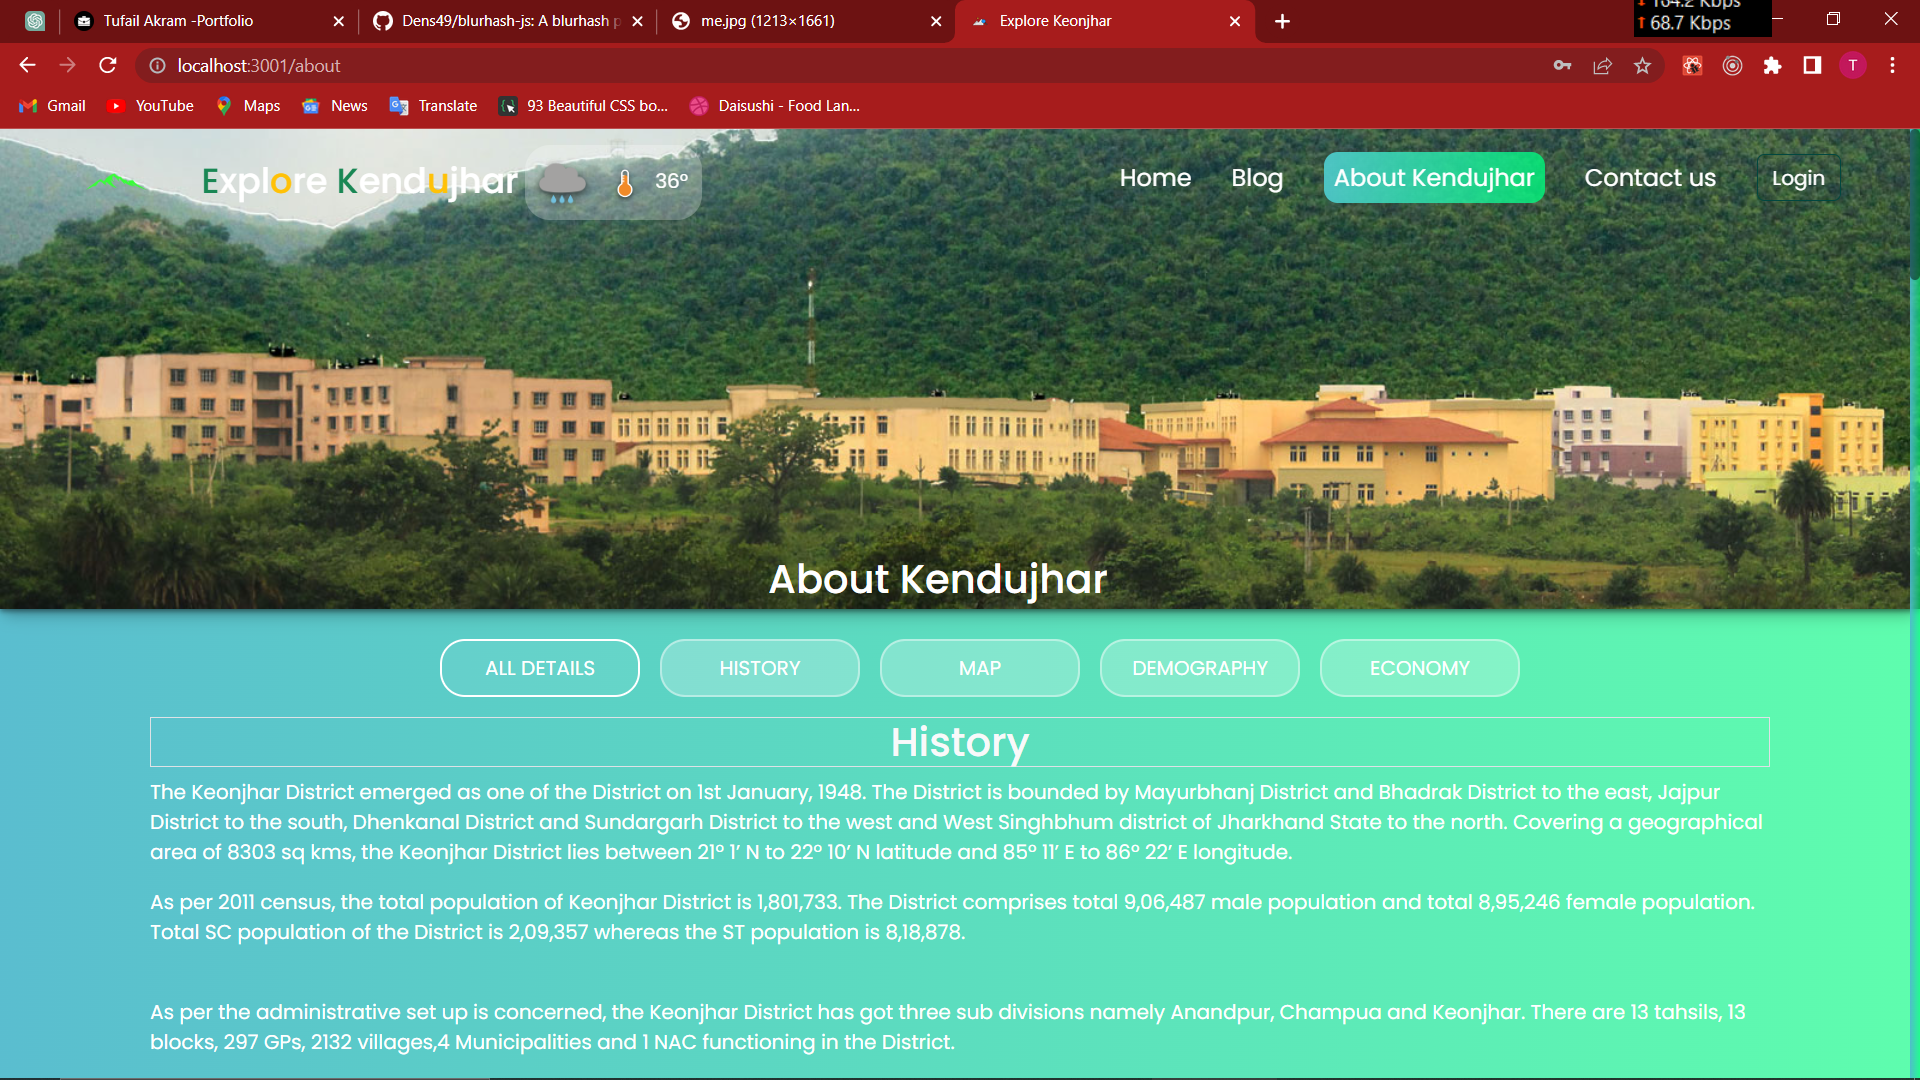 Tufail Akram -Portfolio
Dens49/blurhash-js: A blurhash p
me.jpg (1213×1661)
Explore Keonjhar
164.2 Kbps
68.7 Kbps
localhost:3001/about
T
Gmail
YouTube
Maps
News
Translate
93 Beautiful CSS bo...
Daisushi - Food Lan...
Explore Kendujhar
36°
Home
Blog
About Kendujhar
Contact us
Login
About Kendujhar
ALL DETAILS
HISTORY
MAP
DEMOGRAPHY
ECONOMY
History
The Keonjhar District emerged as one of the District on 1st January, 1948. The District is bounded by Mayurbhanj District and Bhadrak District to the east, Jajpur
District to the south, Dhenkanal District and Sundargarh District to the west and West Singhbhum district of Jharkhand State to the north. Covering a geographical
area of 8303 sq kms, the Keonjhar District lies between 21° 1’ N to 22° 10’ N latitude and 85° 11’ E to 86° 22’ E longitude.
As per 2011 census, the total population of Keonjhar District is 1,801,733. The District comprises total 9,06,487 male population and total 8,95,246 female population.
Total SC population of the District is 2,09,357 whereas the ST population is 8,18,878.
As per the administrative set up is concerned, the Keonjhar District has got three sub divisions namely Anandpur, Champua and Keonjhar. There are 13 tahsils, 13
blocks, 297 GPs, 2132 villages,4 Municipalities and 1 NAC functioning in the District.